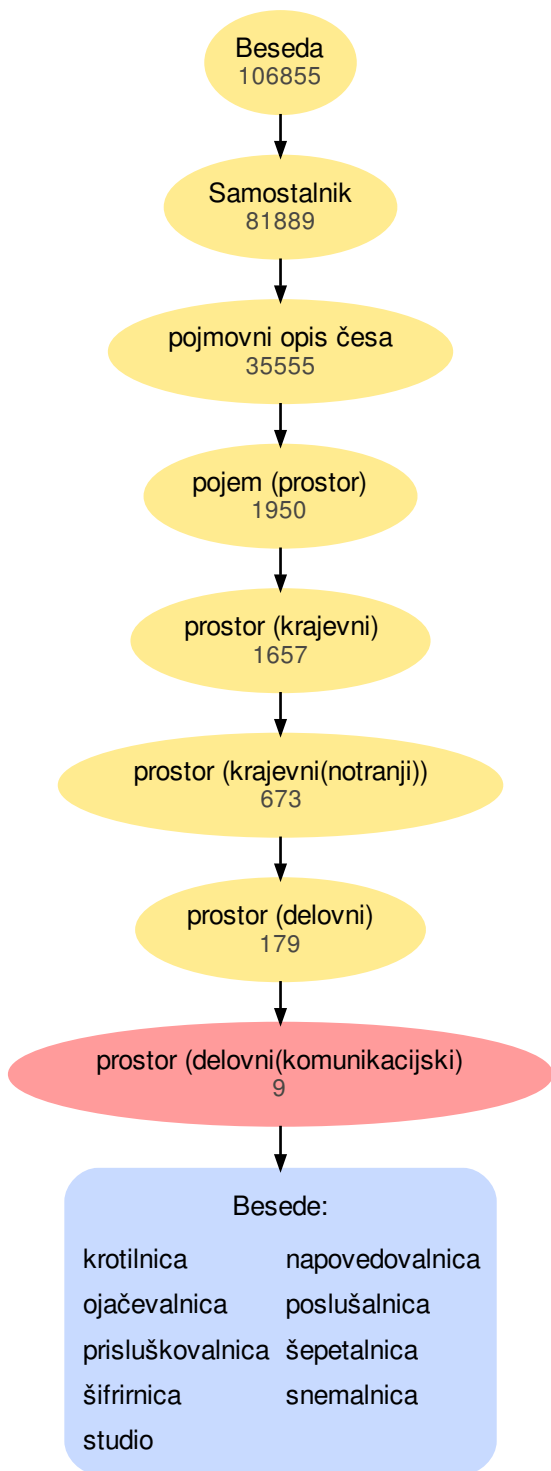 Beseda
106855
Samostalnik
81889
pojmovni opis česa
35555
pojem (prostor)
1950
prostor (krajevni)
1657
prostor (krajevni(notranji))
673
prostor (delovni)
179
prostor (delovni(komunikacijski)
9
Besede:
krotilnica napovedovalnica
ojačevalnica poslušalnica
prisluškovalnica šepetalnica
šifrirnica snemalnica
studio